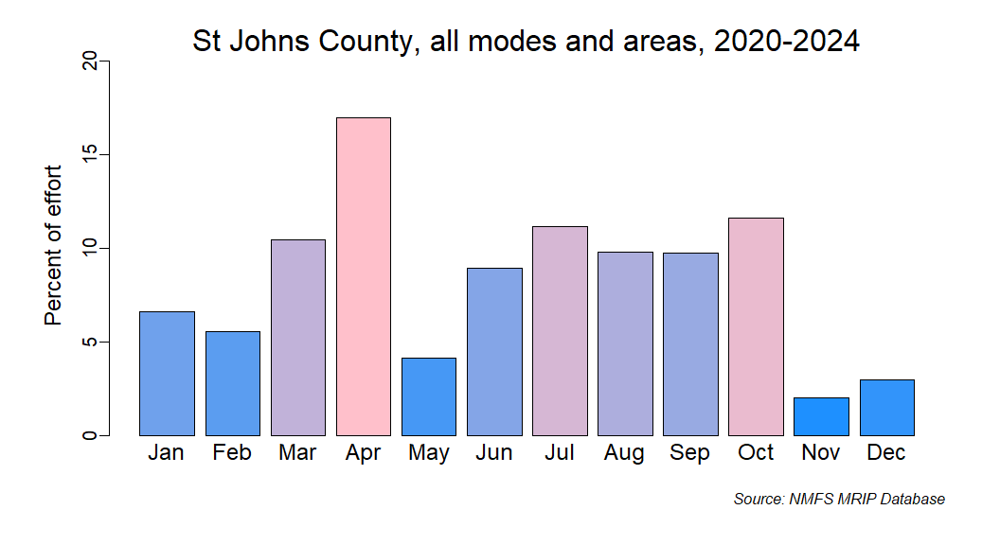 St Johns County, all modes and areas, 2020-2024
Percent of effort
20
15
10
5
0
Jan Feb Mar Apr May Jun Jul Aug Sep Oct Nov Dec
Source: NMFS MRIP Database